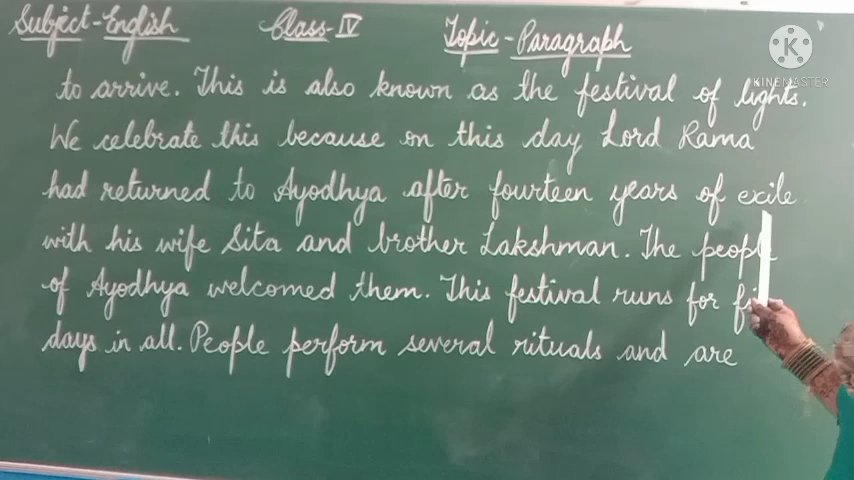 Subject-English Class-IV Topic-Paragraph
K
KINEMASTER
to arrive. This is also known as the festival of lights.
We celebrate this because on this day Lord Rama
had returned to Ayodhya after fourteen years of exile
with his wife Sita and brother Lakshman. The people
of Ayodhya welcomed them. This festival runs for
days in all. People perform several rituals and are